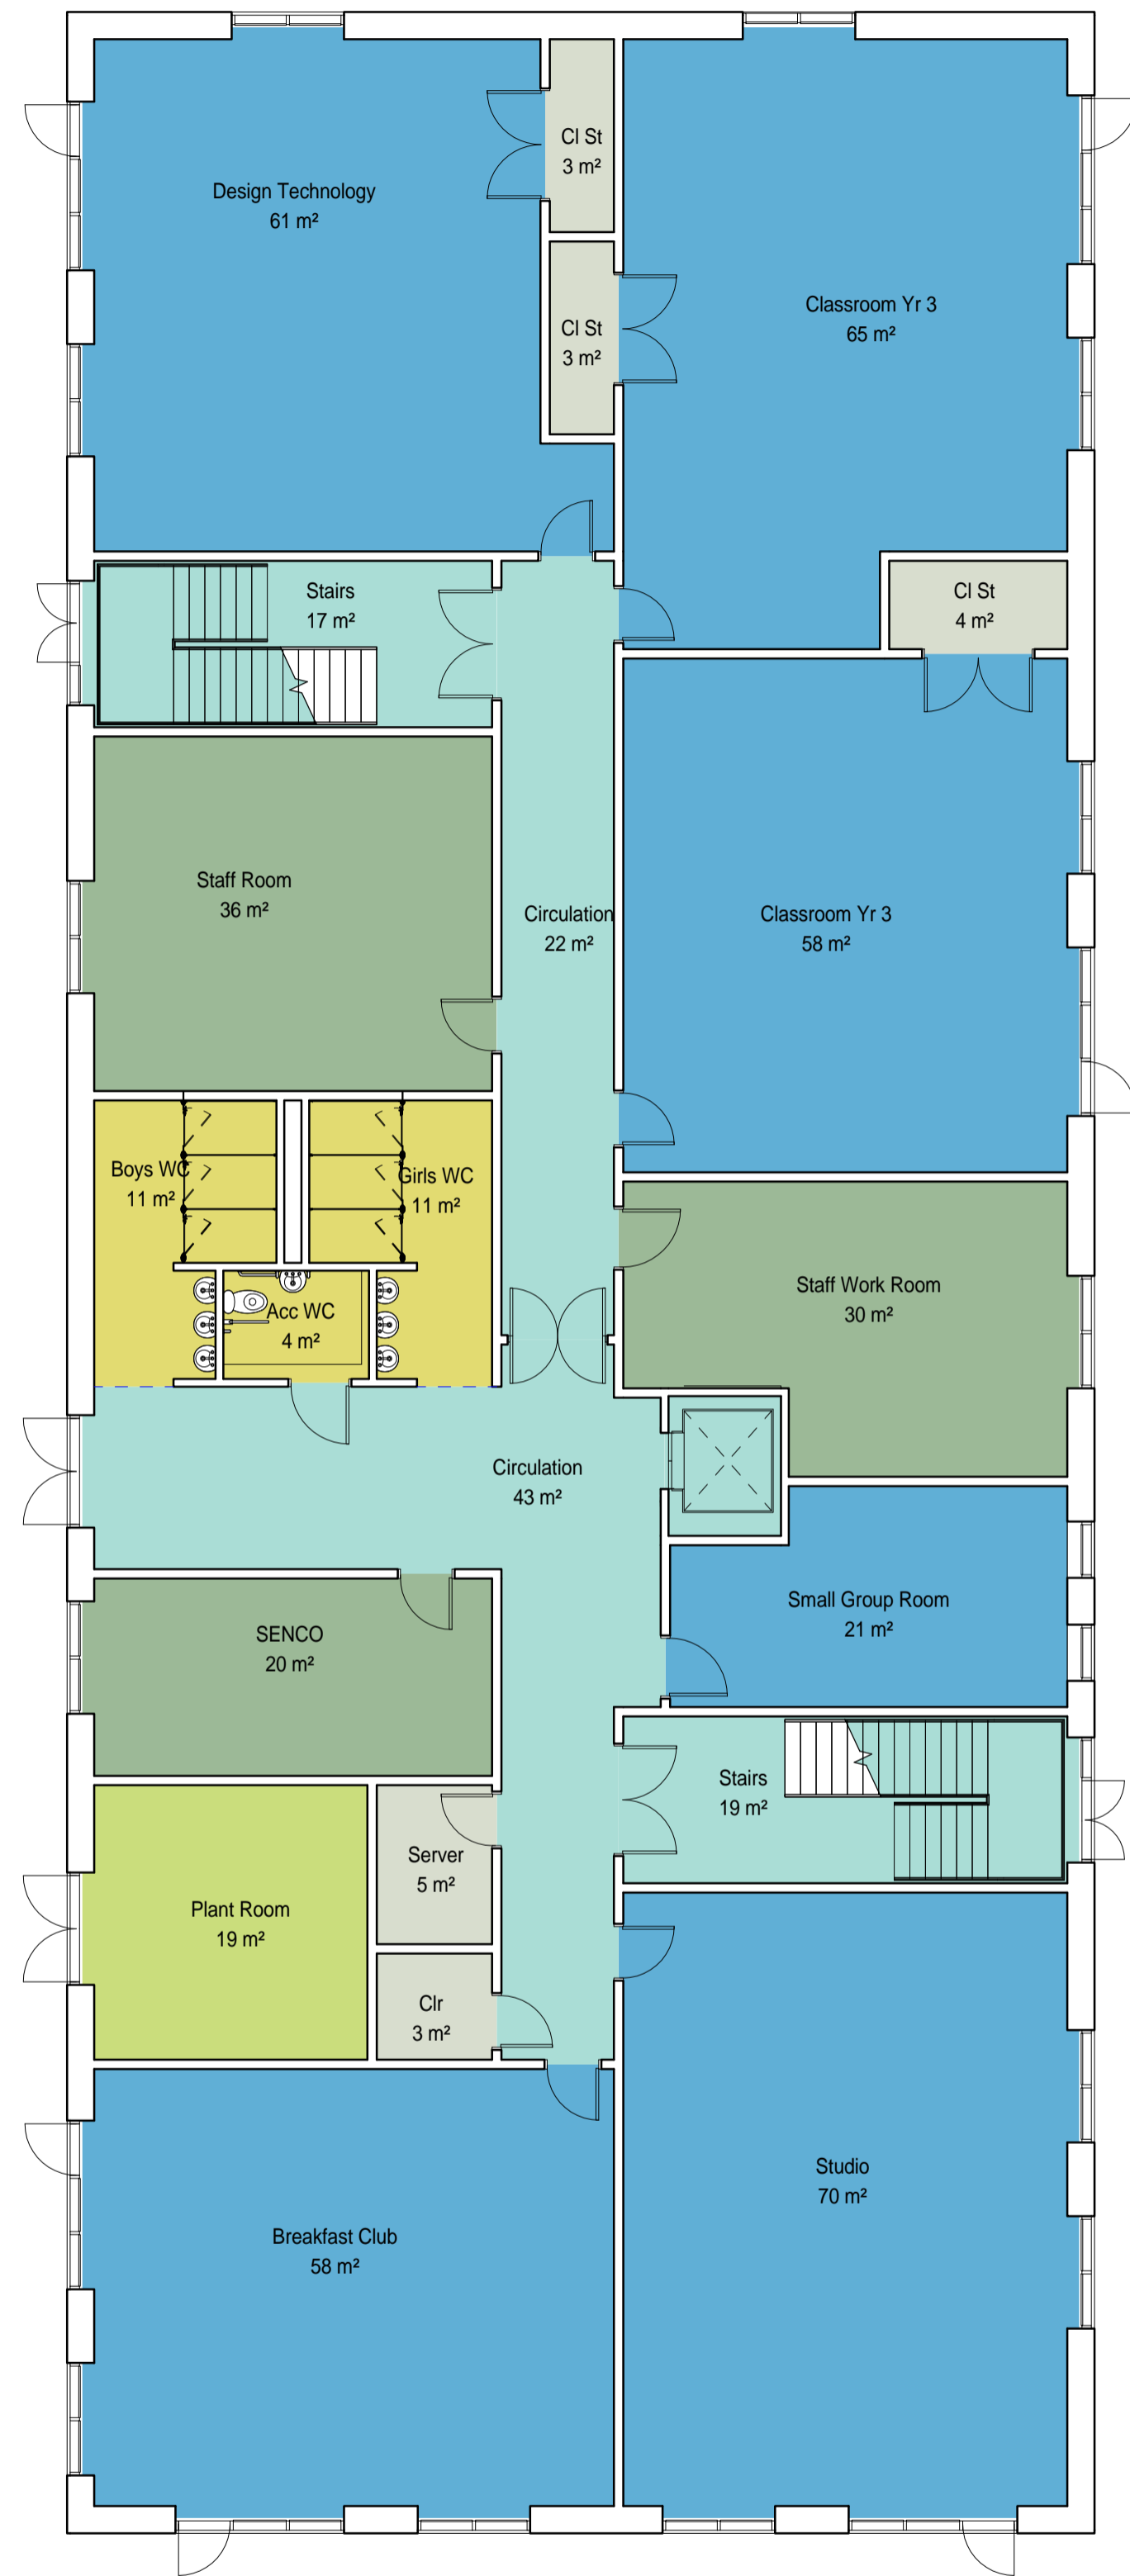 Design Technology
61 m²
Cl St
3 m²
Cl St
3 m²
Classroom Yr 3
65 m²
Stairs
17 m²
Cl St
4 m²
Staff Room
36 m²
Circulation
22 m²
Classroom Yr 3
58 m²
Boys WC
11 m²
Girls WC
11 m²
Acc WC
4 m²
Staff Work Room
30 m²
Circulation
43 m²
Small Group Room
21 m²
SENCO
20 m²
Stairs
19 m²
Server
5 m²
Plant Room
19 m²
Clr
3 m²
Studio
70 m²
Breakfast Club
58 m²